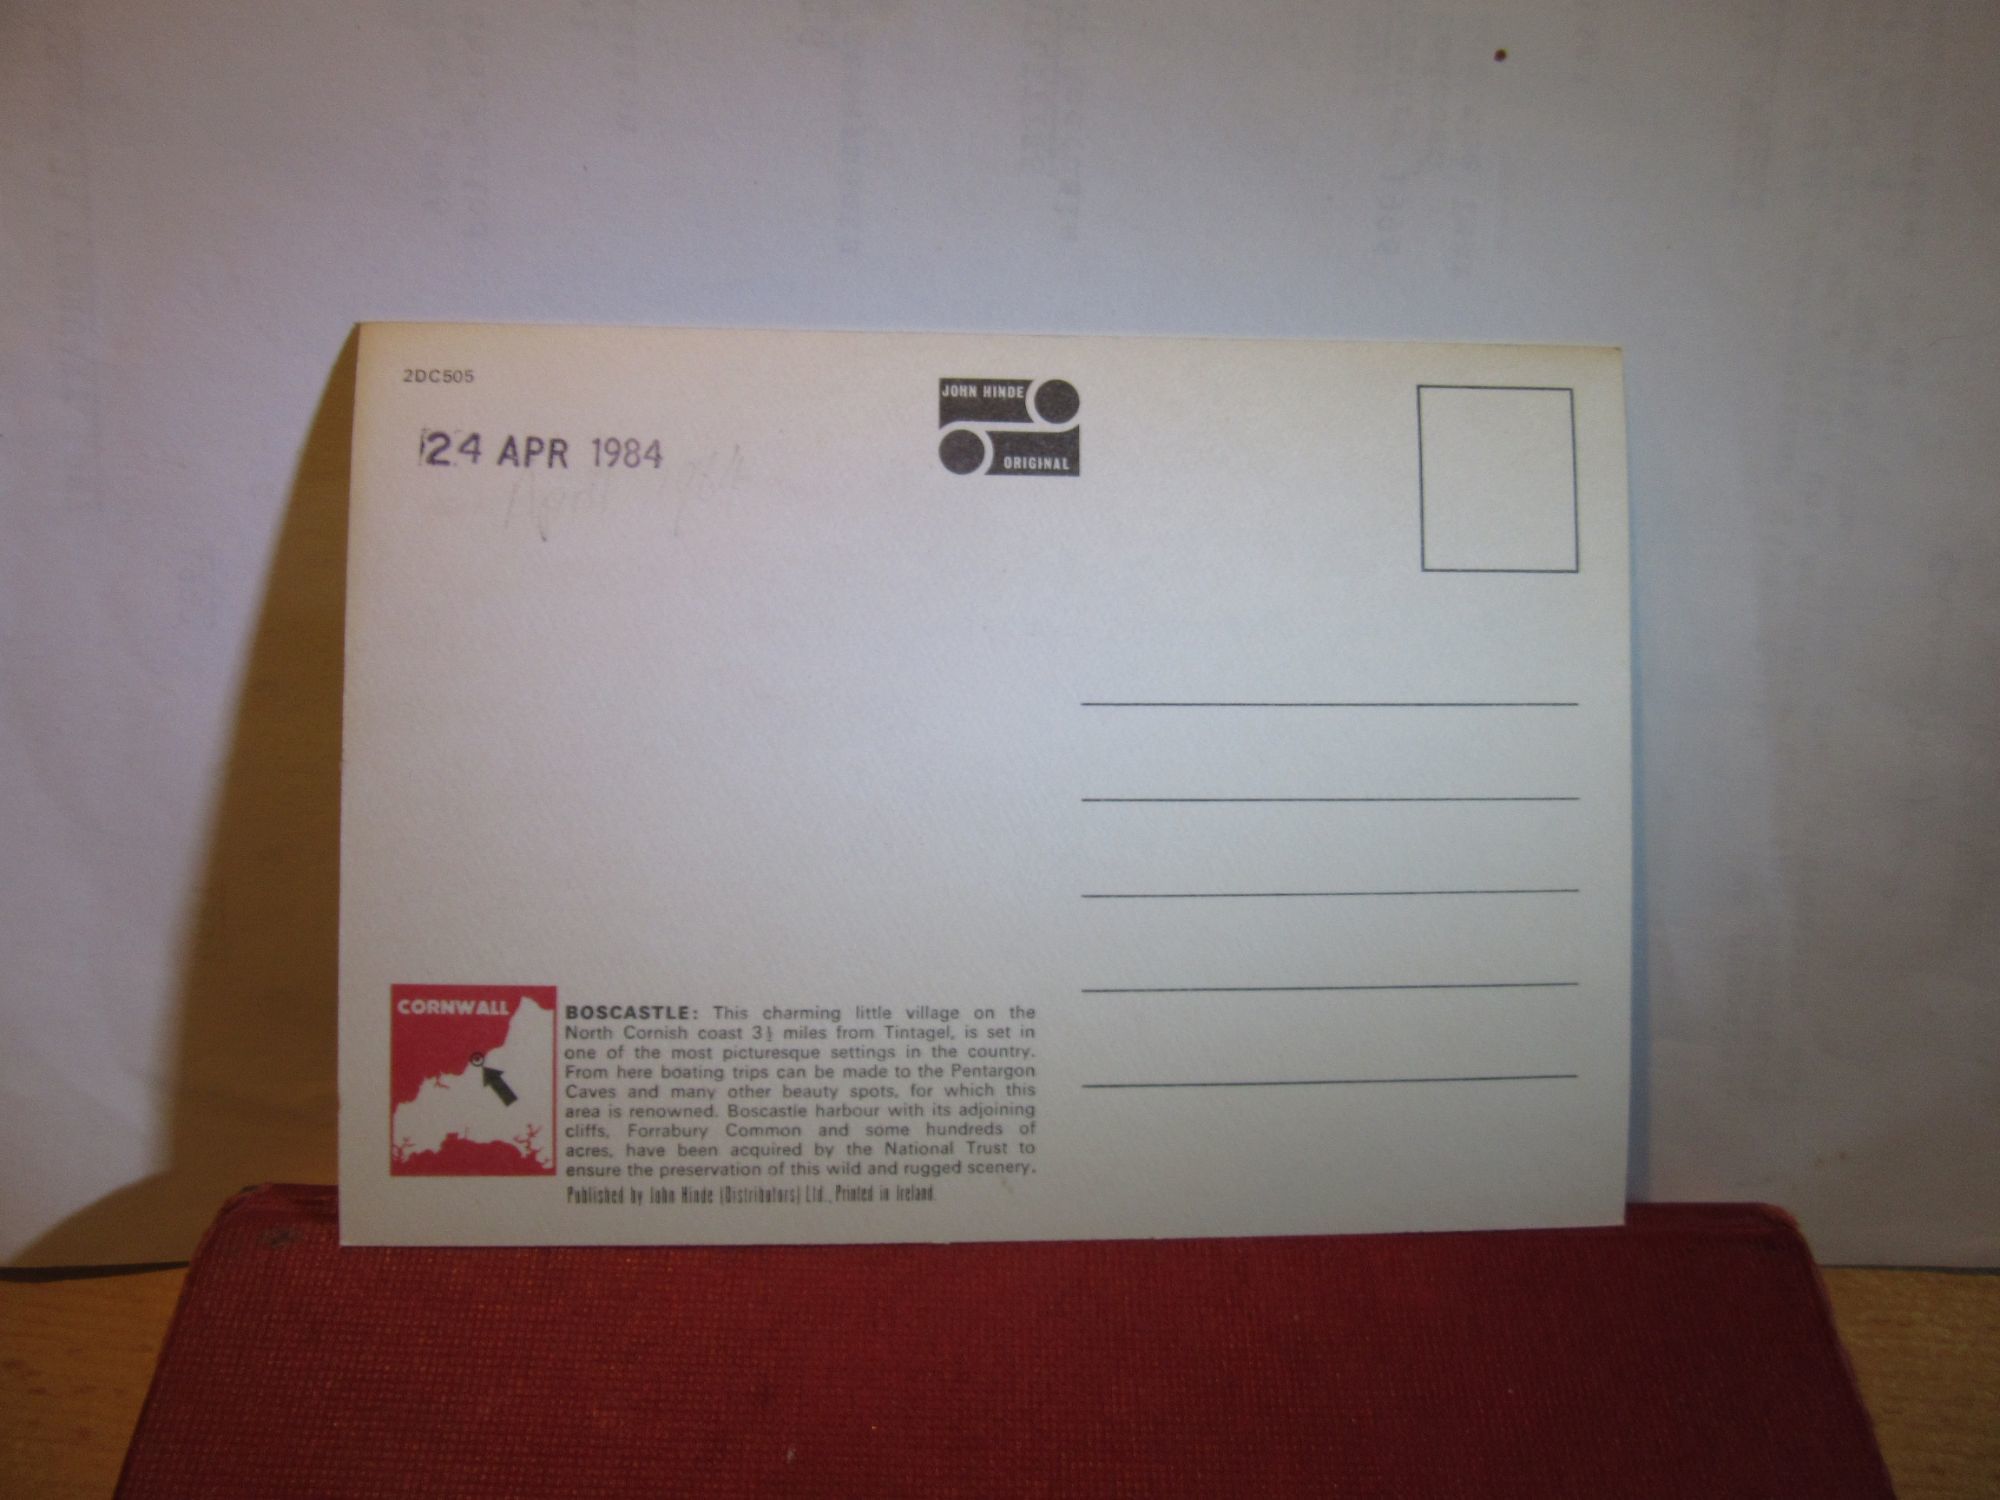 2DC505
24 APR 1984
April
JOHN HINDE
ORIGINAL
CORNWALL
BOSCASTLE: This charming little village on the
North Cornish coast 3½ miles from Tintagel, is set in
one of the most picturesque settings in the country.
From here boating trips can be made to the Pentargon
Caves and many other beauty spots, for which this
area is renowned. Boscastle harbour with its adjoining
cliffs, Forrabury Common and some hundreds of
acres, have been acquired by the National Trust to
ensure the preservation of this wild and rugged scenery.
Published by John Hinde (Distributors) Ltd., Printed in Ireland.